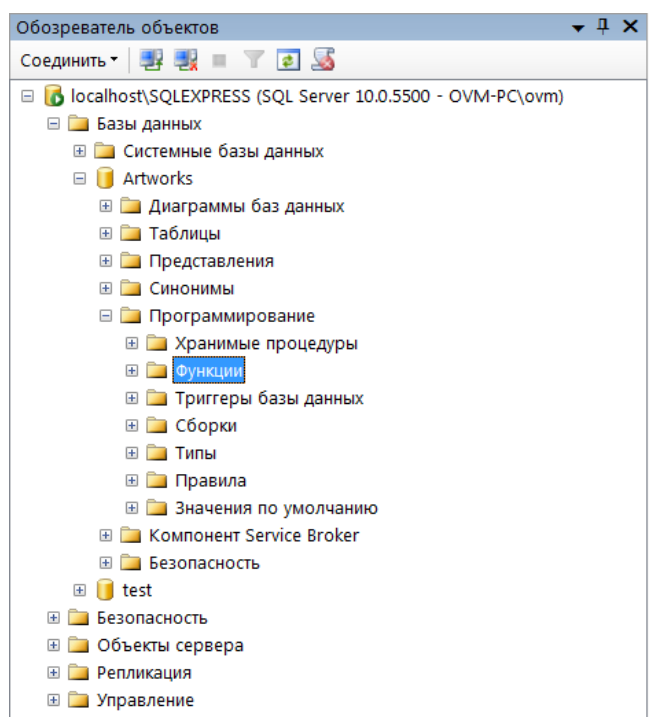 Обозреватель объектов
Соединить
localhost\SQLEXPRESS (SQL Server 10.0.5500 - OVM-PC\ovm)
Базы данных
Системные базы данных
Artworks
Диаграммы баз данных
Таблицы
Представления
Синонимы
Программирование
Хранимые процедуры
Функции
Триггеры базы данных
Сборки
Типы
Правила
Значения по умолчанию
Компонент Service Broker
Безопасность
test
Безопасность
Объекты сервера
Репликация
Управление